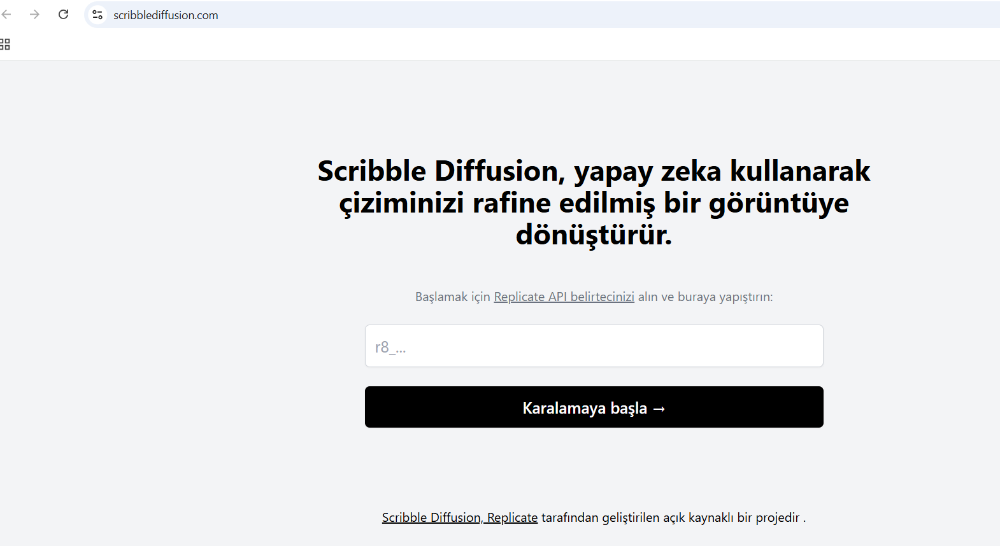 scribblediffusion.com
Scribble Diffusion, yapay zeka kullanarak
çiziminizi rafine edilmiş bir görüntüye
dönüştürür.
Başlamak için Replicate API belirtecinizi alın ve buraya yapıştırın:
r8_...
Karalamaya başla →
Scribble Diffusion, Replicate tarafından geliştirilen açık kaynaklı bir projedir .